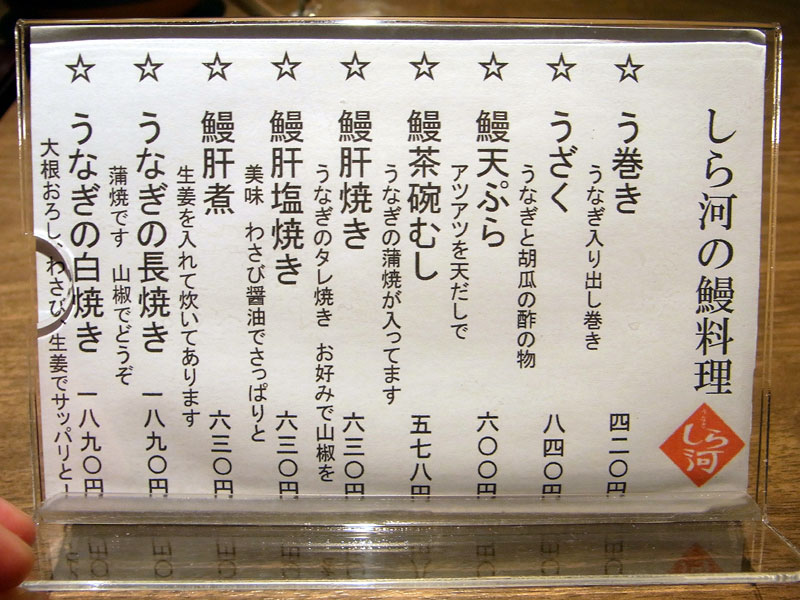 しら河の鰻料理
うなぎ
しら
河
☆ う巻き 四二〇円
うなぎ入り出し巻き
☆ うざく 八四〇円
うなぎと胡瓜の酢の物
☆ 鰻天ぷら 六〇〇円
アツアツを天だしで
☆ 鰻茶碗むし 五七八円
うなぎの蒲焼が入ってます
☆ 鰻肝焼き 六三〇円
うなぎのタレ焼き お好みで山椒を
☆ 鰻肝塩焼き 六三〇円
美味 わさび醤油でさっぱりと
☆ 鰻肝煮 六三〇円
生姜を入れて炊いてあります
☆ うなぎの長焼き 一八九〇円
蒲焼です 山椒でどうぞ
☆ うなぎの白焼き 一八九〇円
大根おろし、わさび、生姜でサッパリと